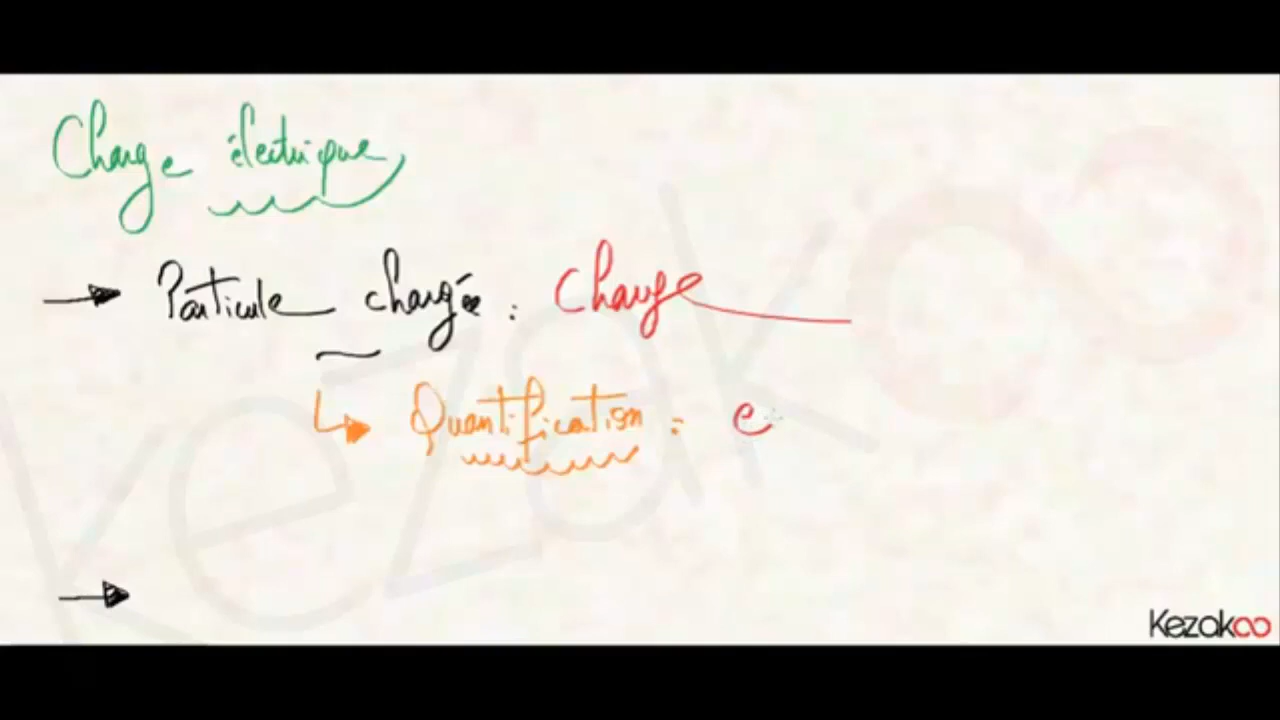 Charge électrique
Particule chargée : Charge
Quantification : e
Kezakoo